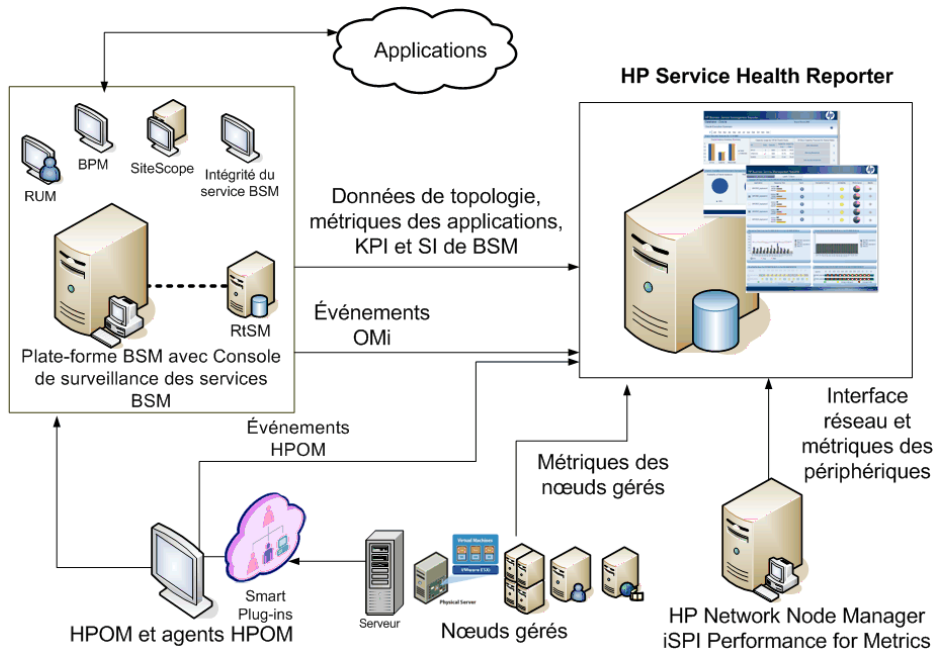 Applications
HP Service Health Reporter
RUM
BPM
SiteScope
Intégrité du
service BSM
RtSM
Plate-forme BSM avec Console
de surveillance des services
BSM
Données de topologie,
métriques des applications,
KPI et SI de BSM
Événements
OMi
Événements
HPOM
Métriques des
nœuds gérés
Interface
réseau et
métriques des
périphériques
Smart
Plug-ins
HPOM et agents HPOM
Serveur
Virtual Machines
VMware ESX
Physical Server
Nœuds gérés
HP Network Node Manager
iSPI Performance for Metrics